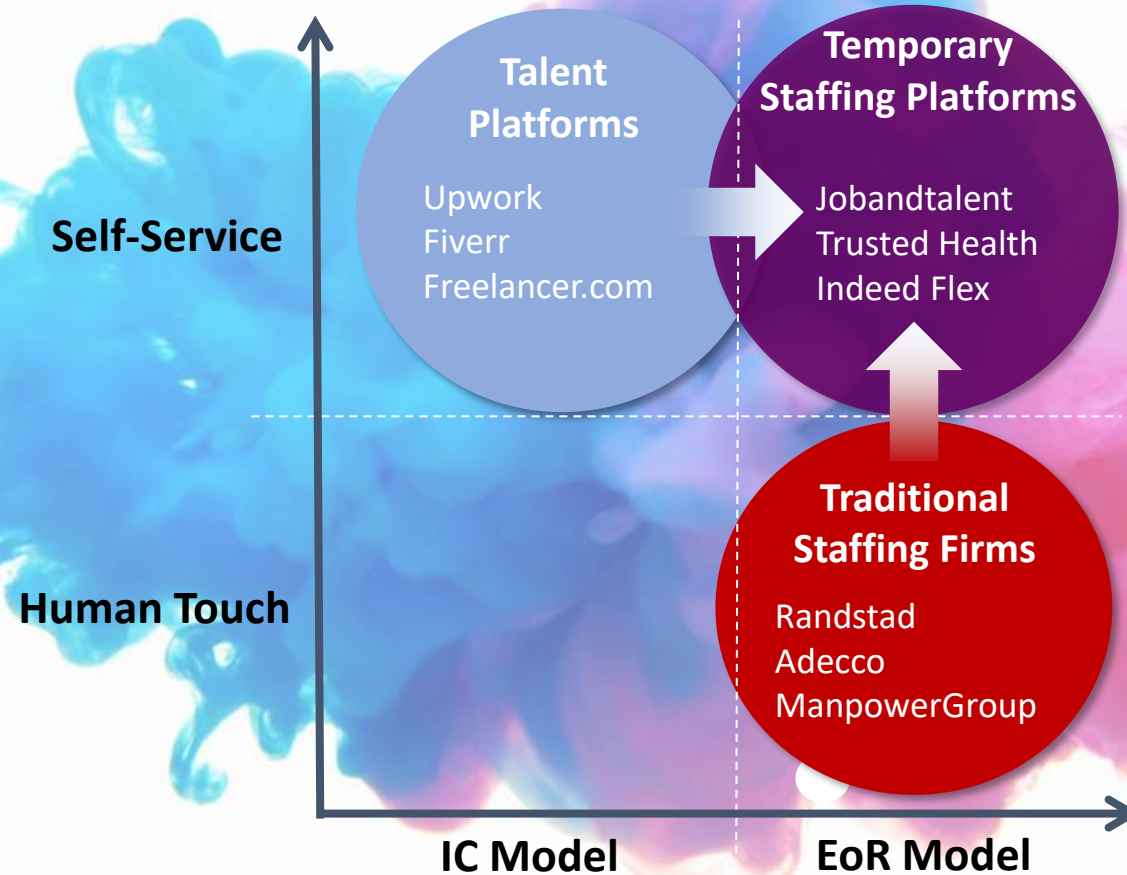 Talent
Platforms
Upwork
Fiverr
Freelancer.com
Temporary
Staffing Platforms
Jobandtalent
Trusted Health
Indeed Flex
Self-Service
Traditional
Staffing Firms
Randstad
Adecco
ManpowerGroup
Human Touch
IC Model
EoR Model